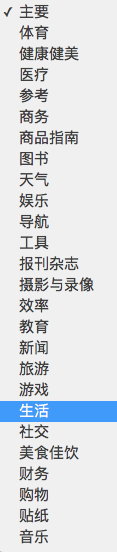 ✓ 主要
体育
健康健美
医疗
参考
商务
商品指南
图书
天气
娱乐
导航
工具
报刊杂志
摄影与录像
效率
教育
新闻
旅游
游戏
生活
社交
美食佳饮
财务
购物
贴纸
音乐